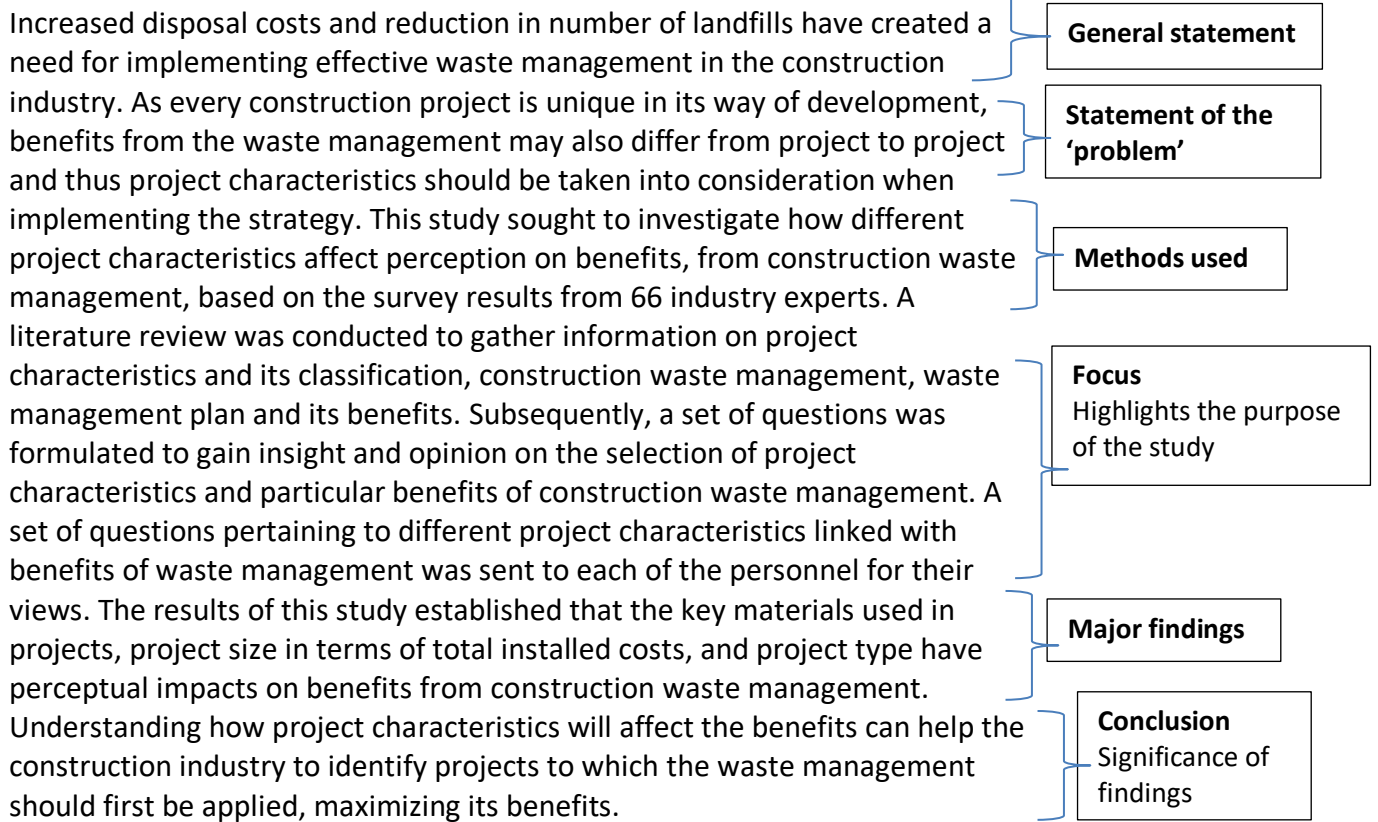 Increased disposal costs and reduction in number of landfills have created a
need for implementing effective waste management in the construction
industry. As every construction project is unique in its way of development,
benefits from the waste management may also differ from project to project
and thus project characteristics should be taken into consideration when
implementing the strategy. This study sought to investigate how different
project characteristics affect perception on benefits, from construction waste
management, based on the survey results from 66 industry experts. A
literature review was conducted to gather information on project
characteristics and its classification, construction waste management, waste
management plan and its benefits. Subsequently, a set of questions was
formulated to gain insight and opinion on the selection of project
characteristics and particular benefits of construction waste management. A
set of questions pertaining to different project characteristics linked with
benefits of waste management was sent to each of the personnel for their
views. The results of this study established that the key materials used in
projects, project size in terms of total installed costs, and project type have
perceptual impacts on benefits from construction waste management.
Understanding how project characteristics will affect the benefits can help the
construction industry to identify projects to which the waste management
should first be applied, maximizing its benefits.
General statement
Statement of the
‘problem’
Methods used
Focus
Highlights the purpose
of the study
Major findings
Conclusion
Significance of
findings